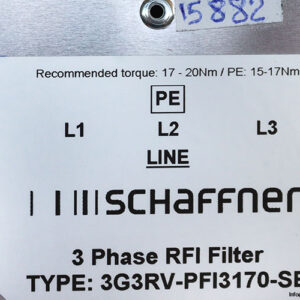 15882
Recommended torque: 17 - 20Nm / PE: 15-17Nm
PE
L1 L2 L3
LINE
SCHAFFNER
3 Phase RFI Filter
TYPE: 3G3RV-PFI3170-SE